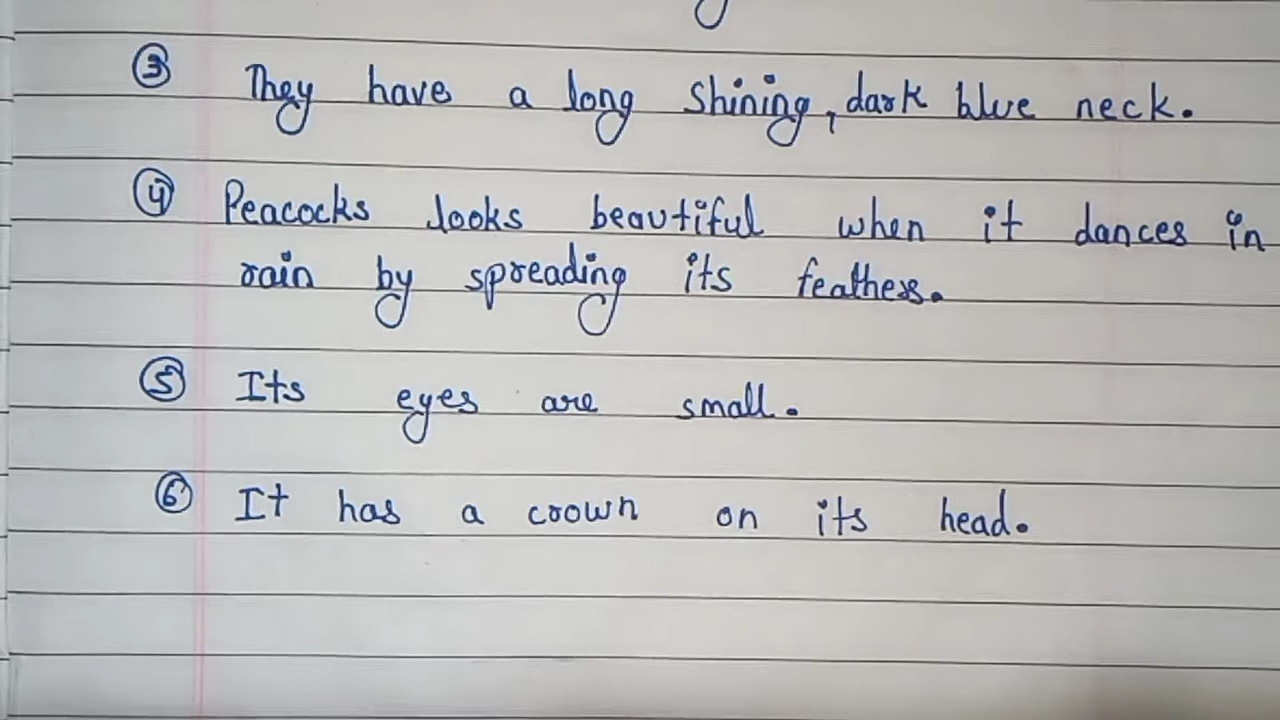 ③ They have a long shining, dark blue neck.
④ Peacocks looks beautiful when it dances in
rain by spreading its feathers.
⑤ Its eyes are small.
⑥ It has a crown on its head.